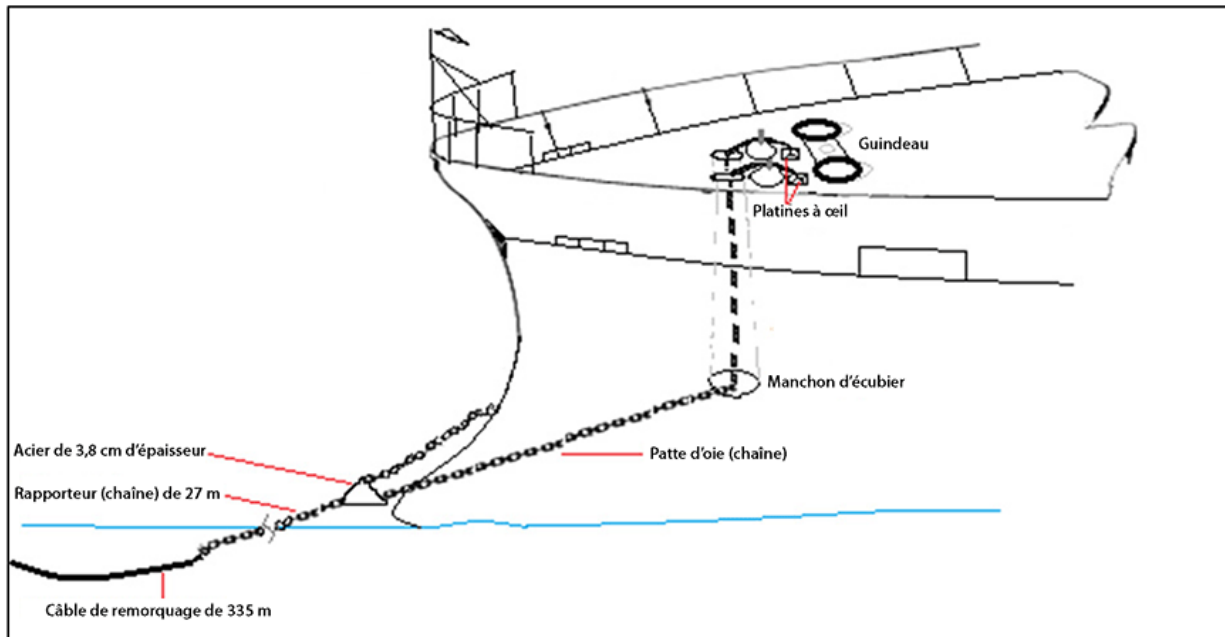 Guindeau
Platines à œil
Manchon d'écubier
Acier de 3,8 cm d'épaisseur
Patte d'oie (chaîne)
Rapporteur (chaîne) de 27 m
Câble de remorquage de 335 m